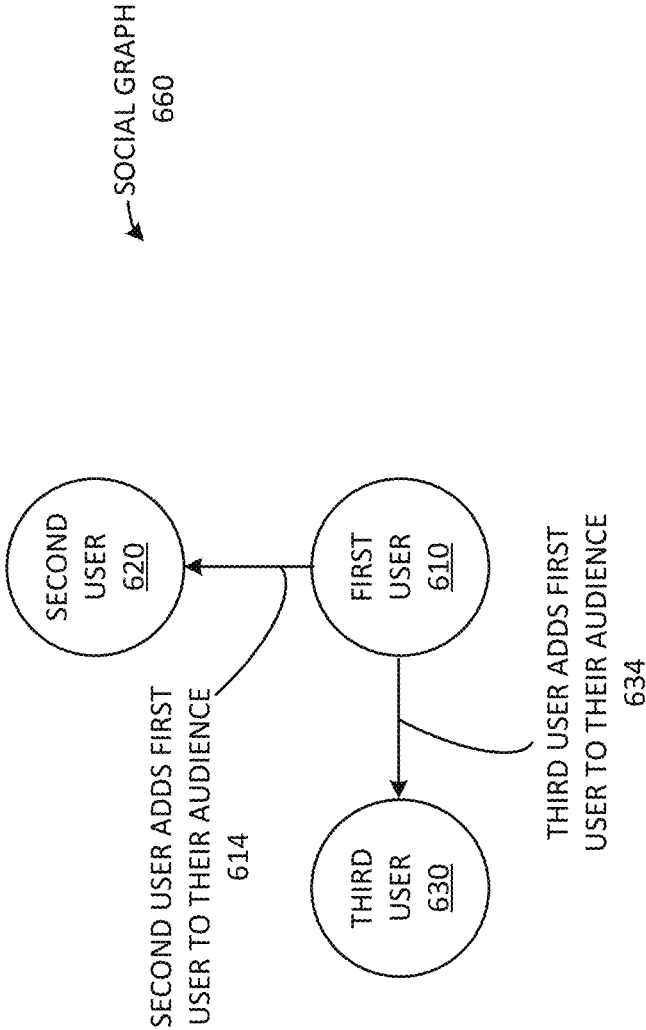 SECOND
USER
620
SOCIAL GRAPH
660
SECOND USER ADDS FIRST
USER TO THEIR AUDIENCE
614
THIRD
USER
630
FIRST
USER
610
THIRD USER ADDS FIRST
USER TO THEIR AUDIENCE
634